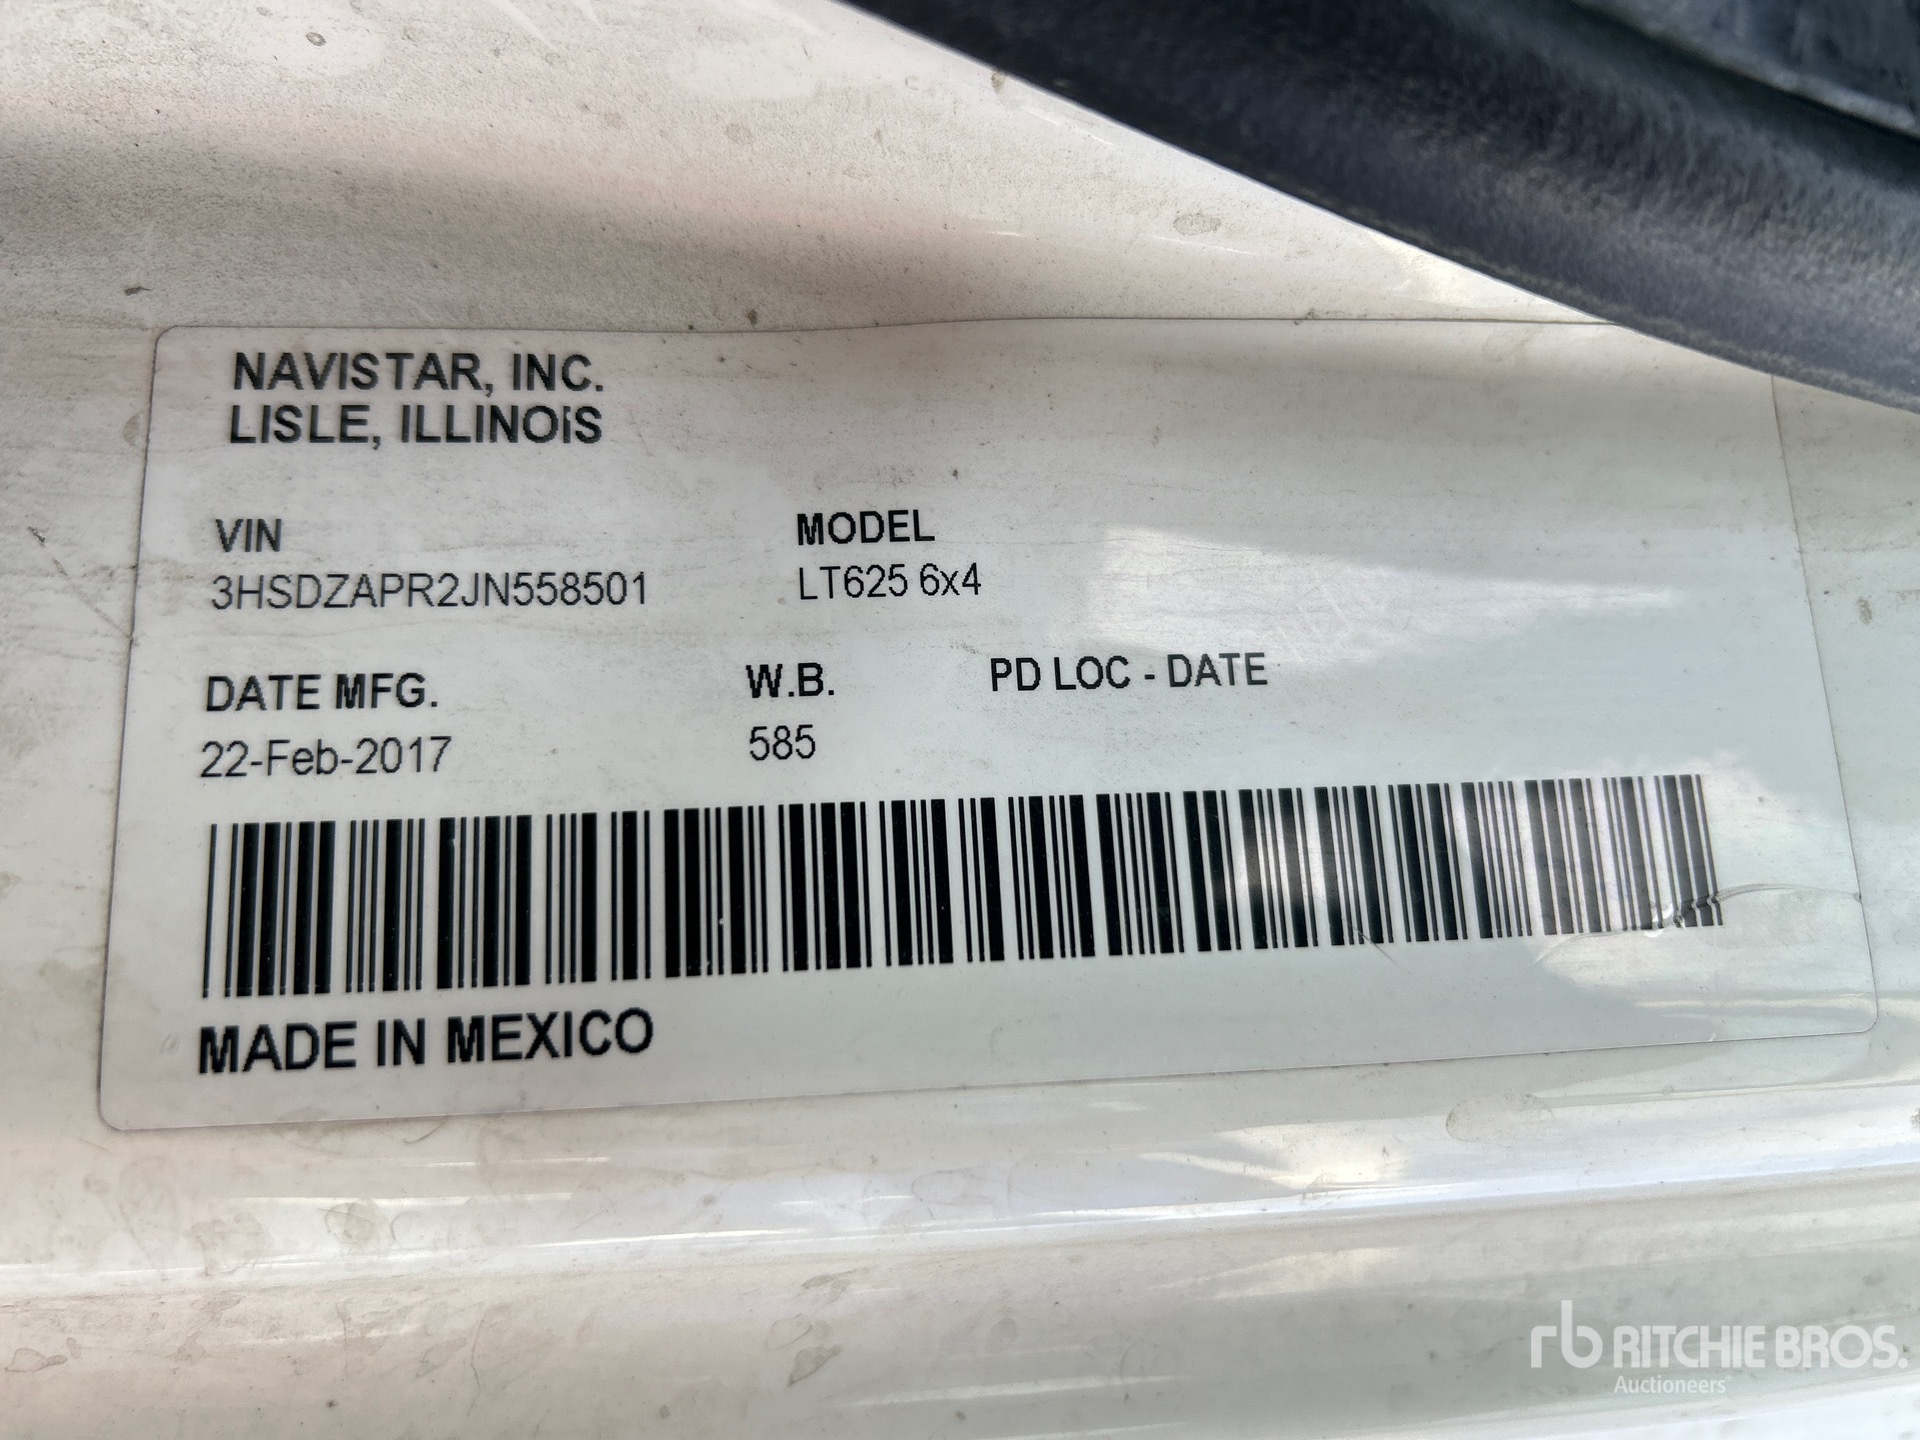 NAVISTAR, INC.
LISLE, ILLINOIS
VIN MODEL
3HSDZAPR2JN558501 LT625 6x4
DATE MFG. W.B. PD LOC - DATE
22-Feb-2017 585
MADE IN MEXICO
rb RITCHIE BROS.
Auctioneers